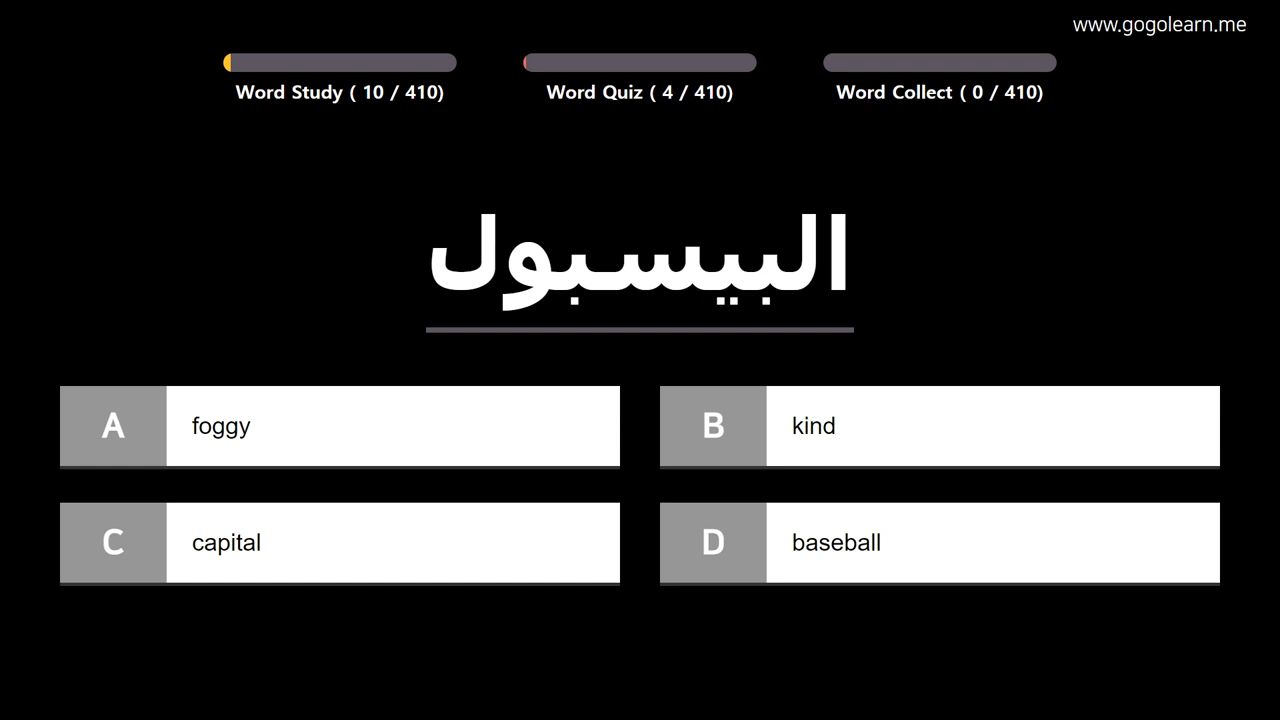 www.gogolearn.me
Word Study ( 10 / 410)
Word Quiz ( 4 / 410)
Word Collect ( 0 / 410)
البيسبول
A foggy
B kind
C capital
D baseball